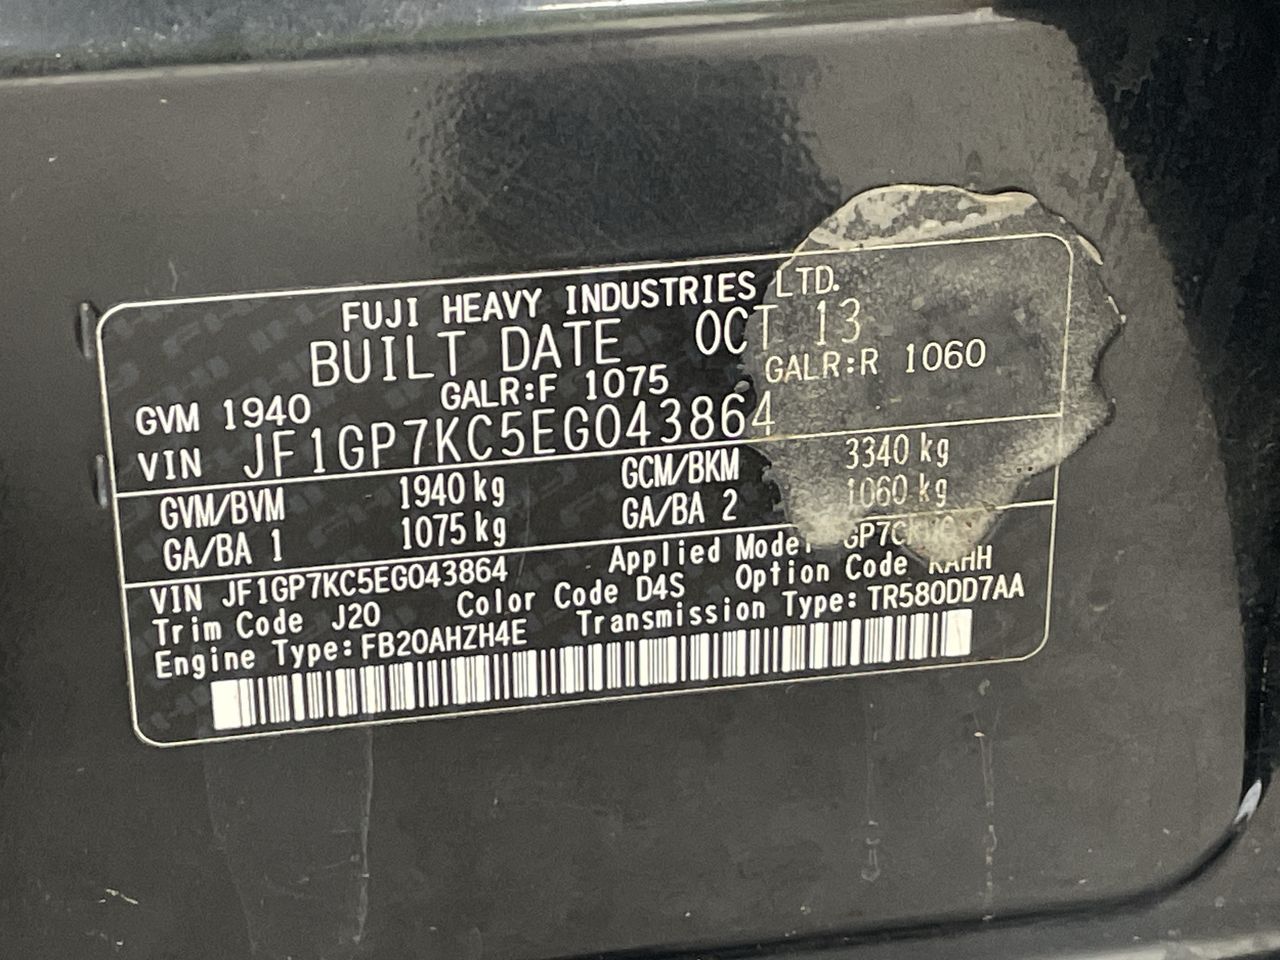 FUJI HEAVY INDUSTRIES LTD.
BUILT DATE OCT 13
GVM 1940 GALR:F 1075 GALR:R 1060
VIN JF1GP7KC5EG043864
GVM/BVM 1940 kg GCM/BKM 3340 kg
GA/BA 1 1075 kg GA/BA 2 1060 kg
VIN JF1GP7KC5EG043864 Applied Model
Trim Code J20 Color Code D4S Option Code
Engine Type: FB20AHZH4E Transmission Type: TR580DD7AA